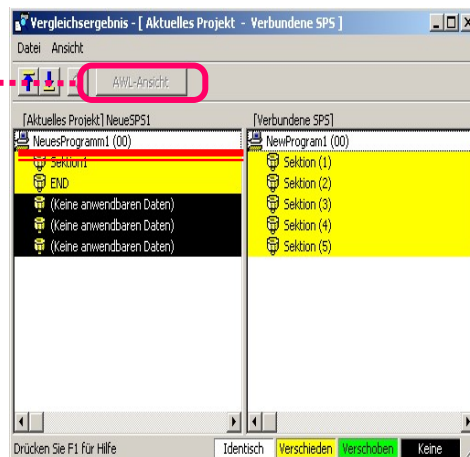 Vergleichsergebnis - [ Aktuelles Projekt - Verbundene SPS ]
Datei Ansicht
AWL-Ansicht
[Aktuelles Projekt] NeueSPS1
NeuesProgramm1 (00)
Sektion1
END
(Keine anwendbaren Daten)
(Keine anwendbaren Daten)
(Keine anwendbaren Daten)
[Verbundene SPS]
NewProgram1 (00)
Sektion (1)
Sektion (2)
Sektion (3)
Sektion (4)
Sektion (5)
Drücken Sie F1 für Hilfe
Identisch Verschieden Verschoben Keine